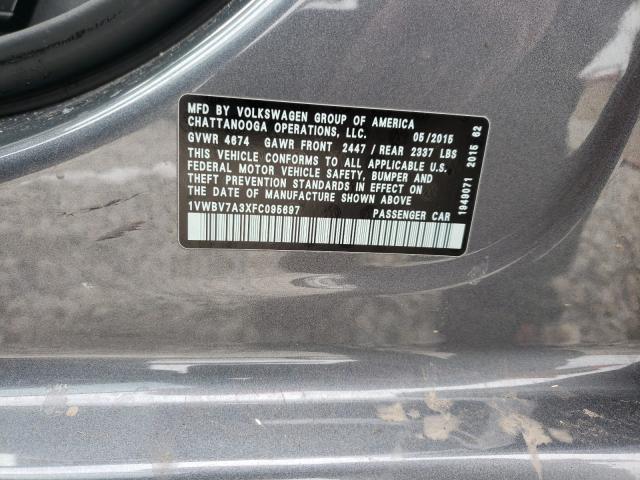 MFD BY VOLKSWAGEN GROUP OF AMERICA
CHATTANOOGA OPERATIONS, LLC. 05/2015
GVWR 4674 GAWR FRONT 2447 / REAR 2337 LBS
THIS VEHICLE CONFORMS TO ALL APPLICABLE U.S.
FEDERAL MOTOR VEHICLE SAFETY, BUMPER AND
THEFT PREVENTION STANDARDS IN EFFECT ON
THE DATE OF MANUFACTURE SHOWN ABOVE
1VWBV7A3XFC095697 PASSENGER CAR
1949071 2015 62